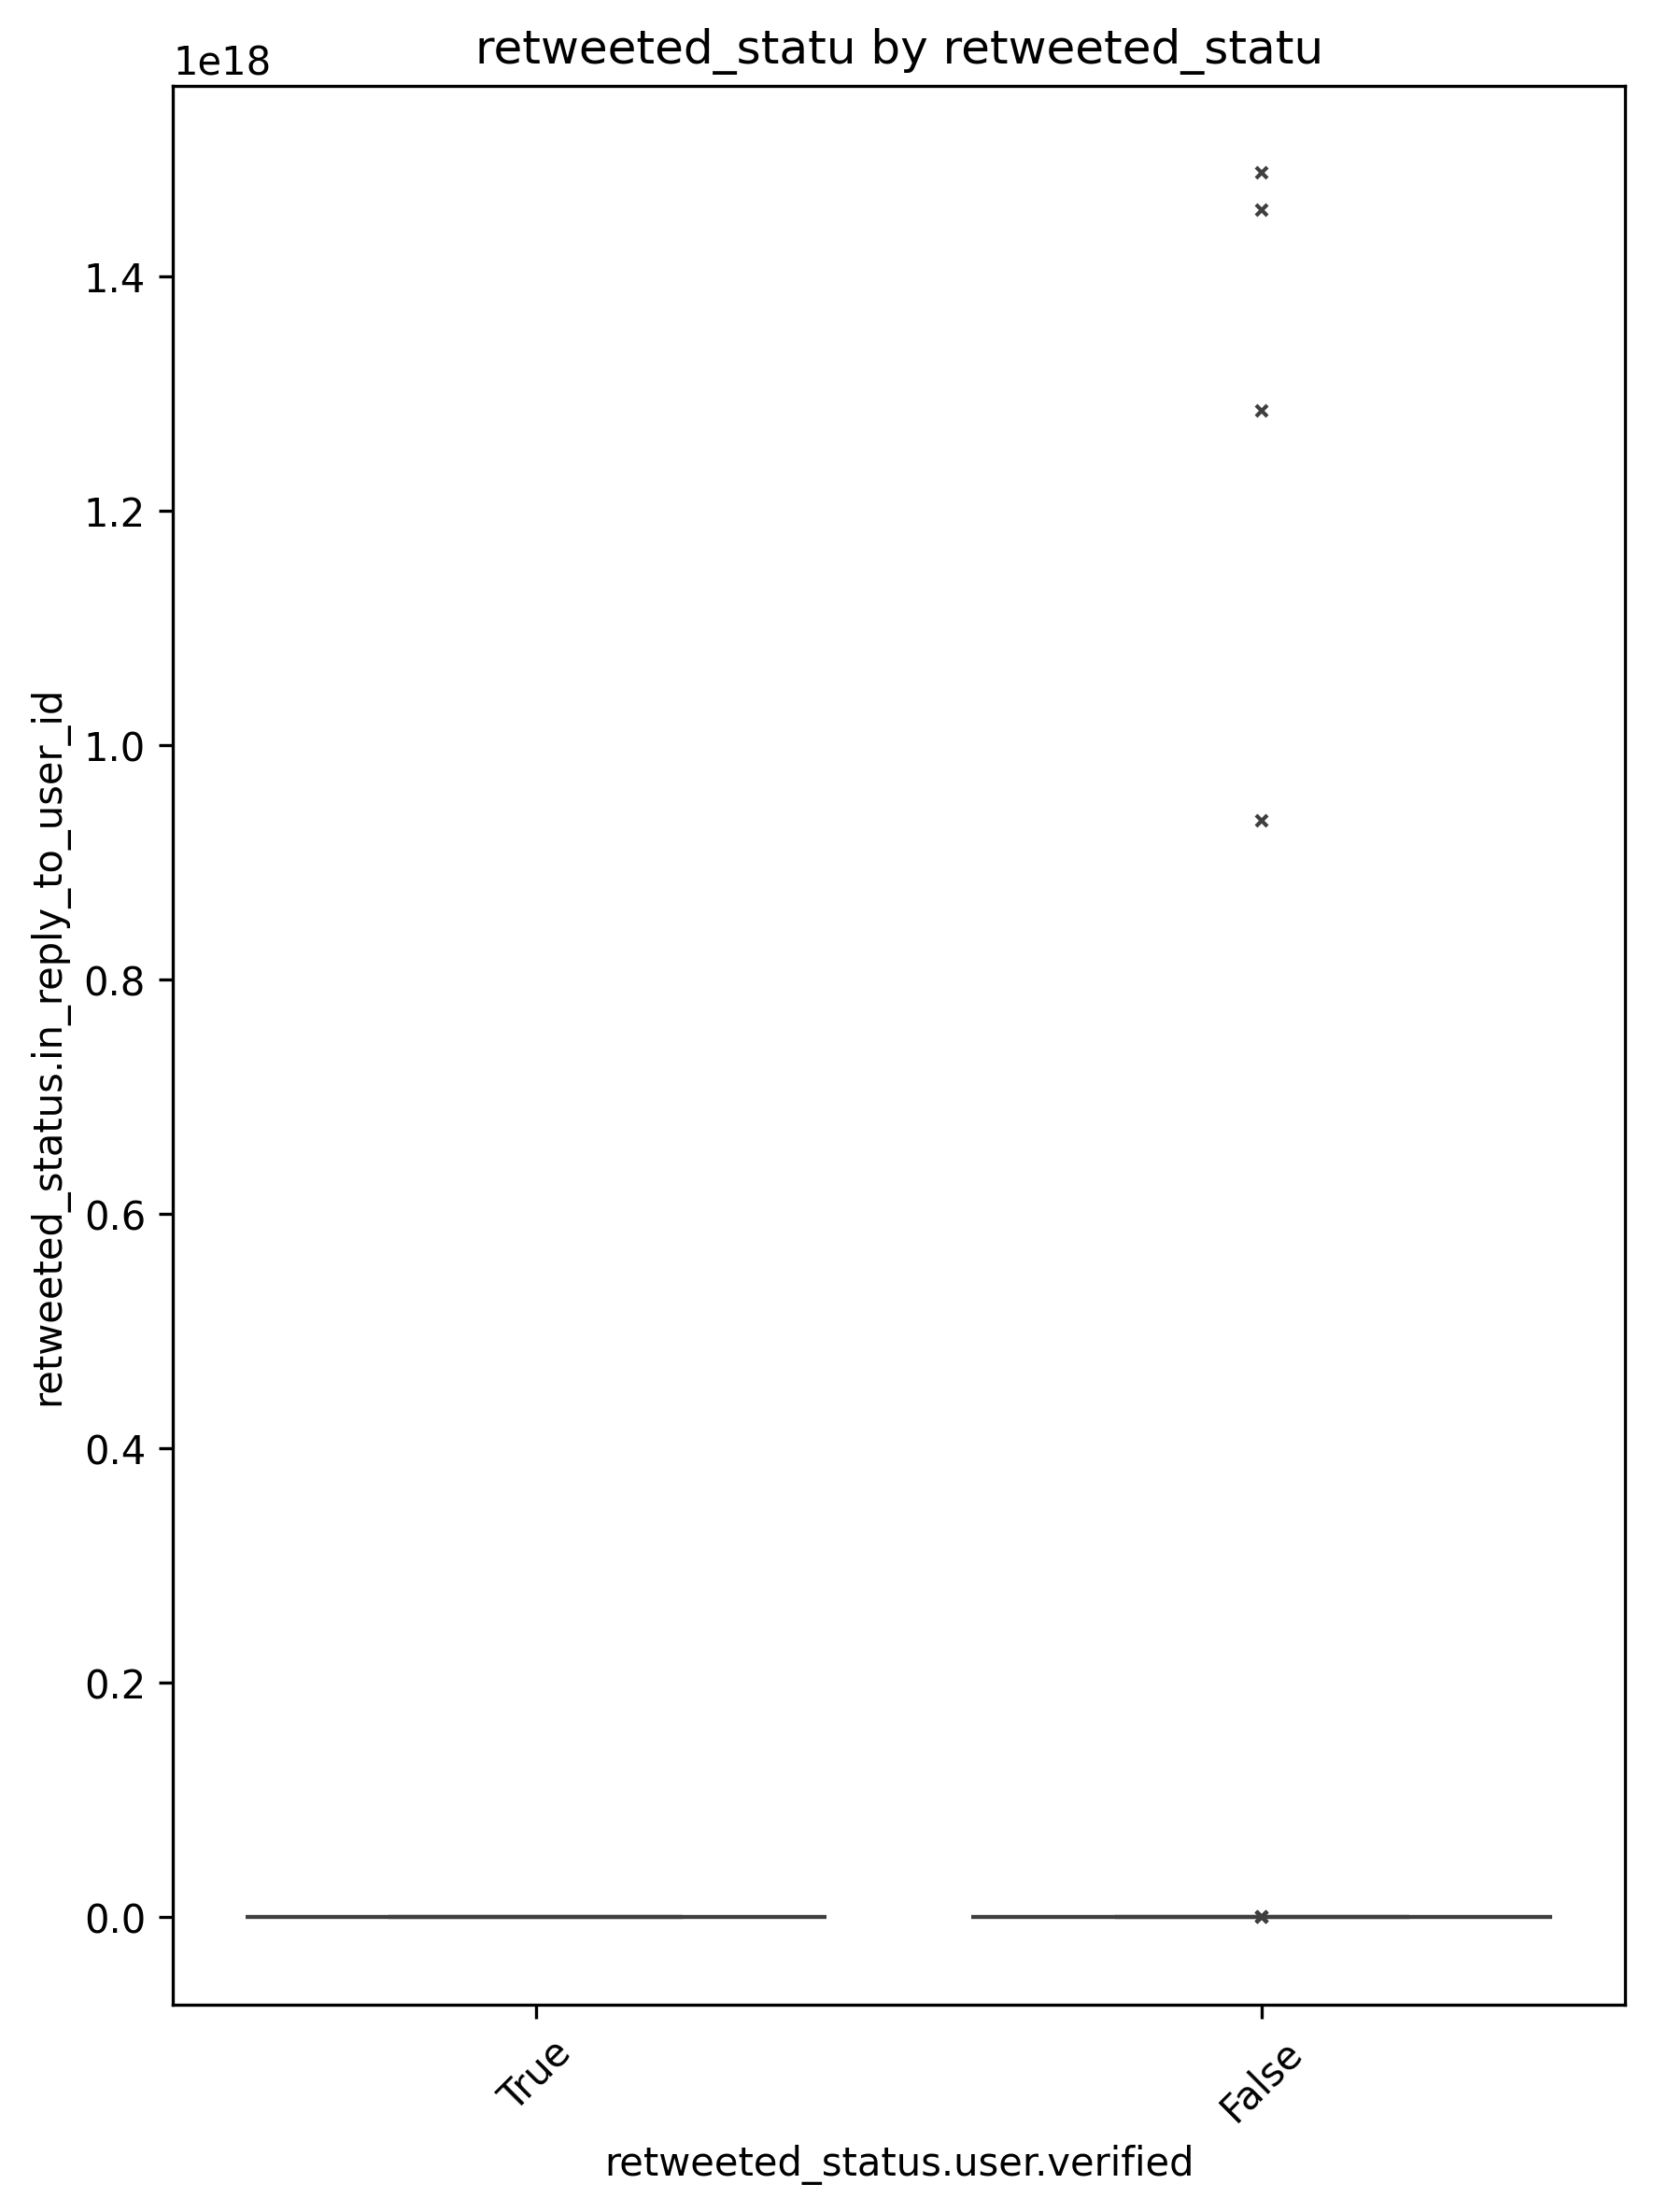 retweeted_statu by retweeted_statu
1e18
1.4
1.2
1.0
0.8
0.6
0.4
0.2
0.0
retweeted_status.in_reply_to_user_id
True
False
retweeted_status.user.verified